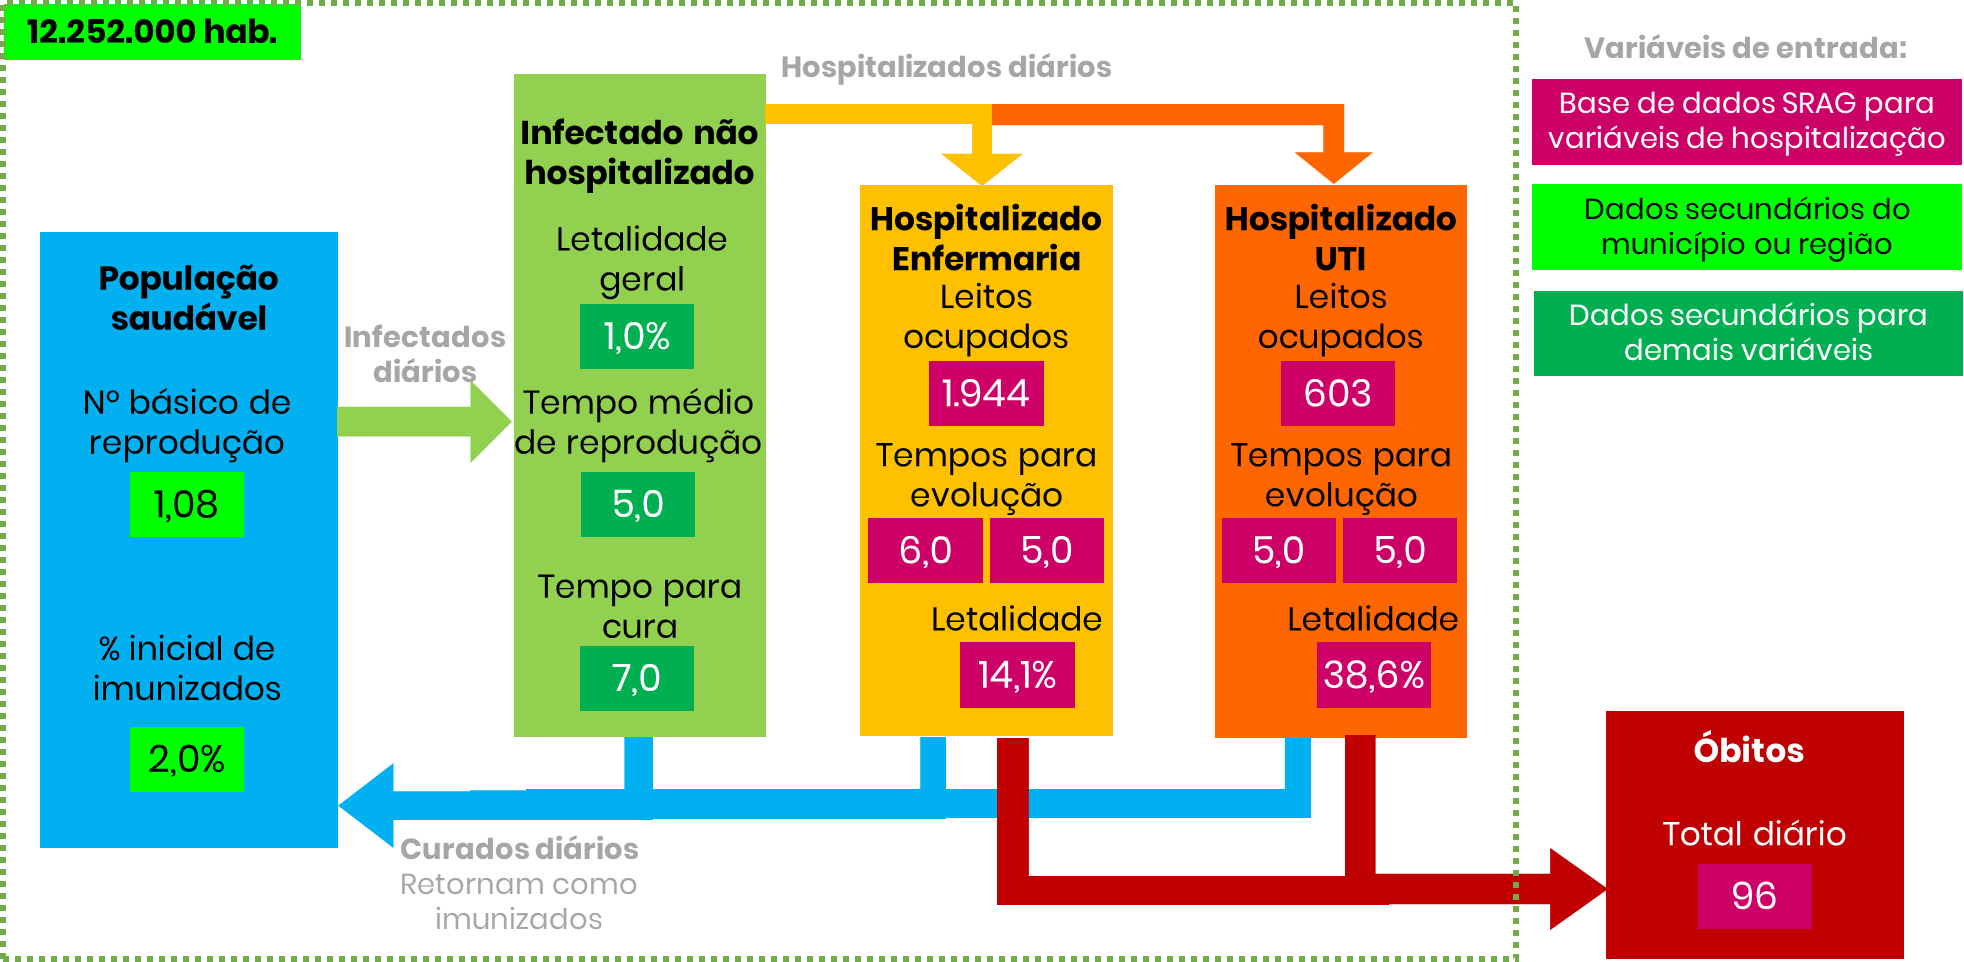 12.252.000 hab.
População
saudável
Nº básico de
reprodução
1,08
% inicial de
imunizados
2,0%
Infectados
diários
Infectado não
hospitalizado
Letalidade
geral
1,0%
Tempo médio
de reprodução
5,0
Tempo para
cura
7,0
Hospitalizados diários
Hospitalizado
Enfermaria
Leitos
ocupados
1.944
Tempos para
evolução
6,0 5,0
Letalidade
14,1%
Hospitalizado
UTI
Leitos
ocupados
603
Tempos para
evolução
5,0 5,0
Letalidade
38,6%
Curados diários
Retornam como
imunizados
Óbitos
Total diário
96
Variáveis de entrada:
Base de dados SRAG para
variáveis de hospitalização
Dados secundários do
município ou região
Dados secundários para
demais variáveis